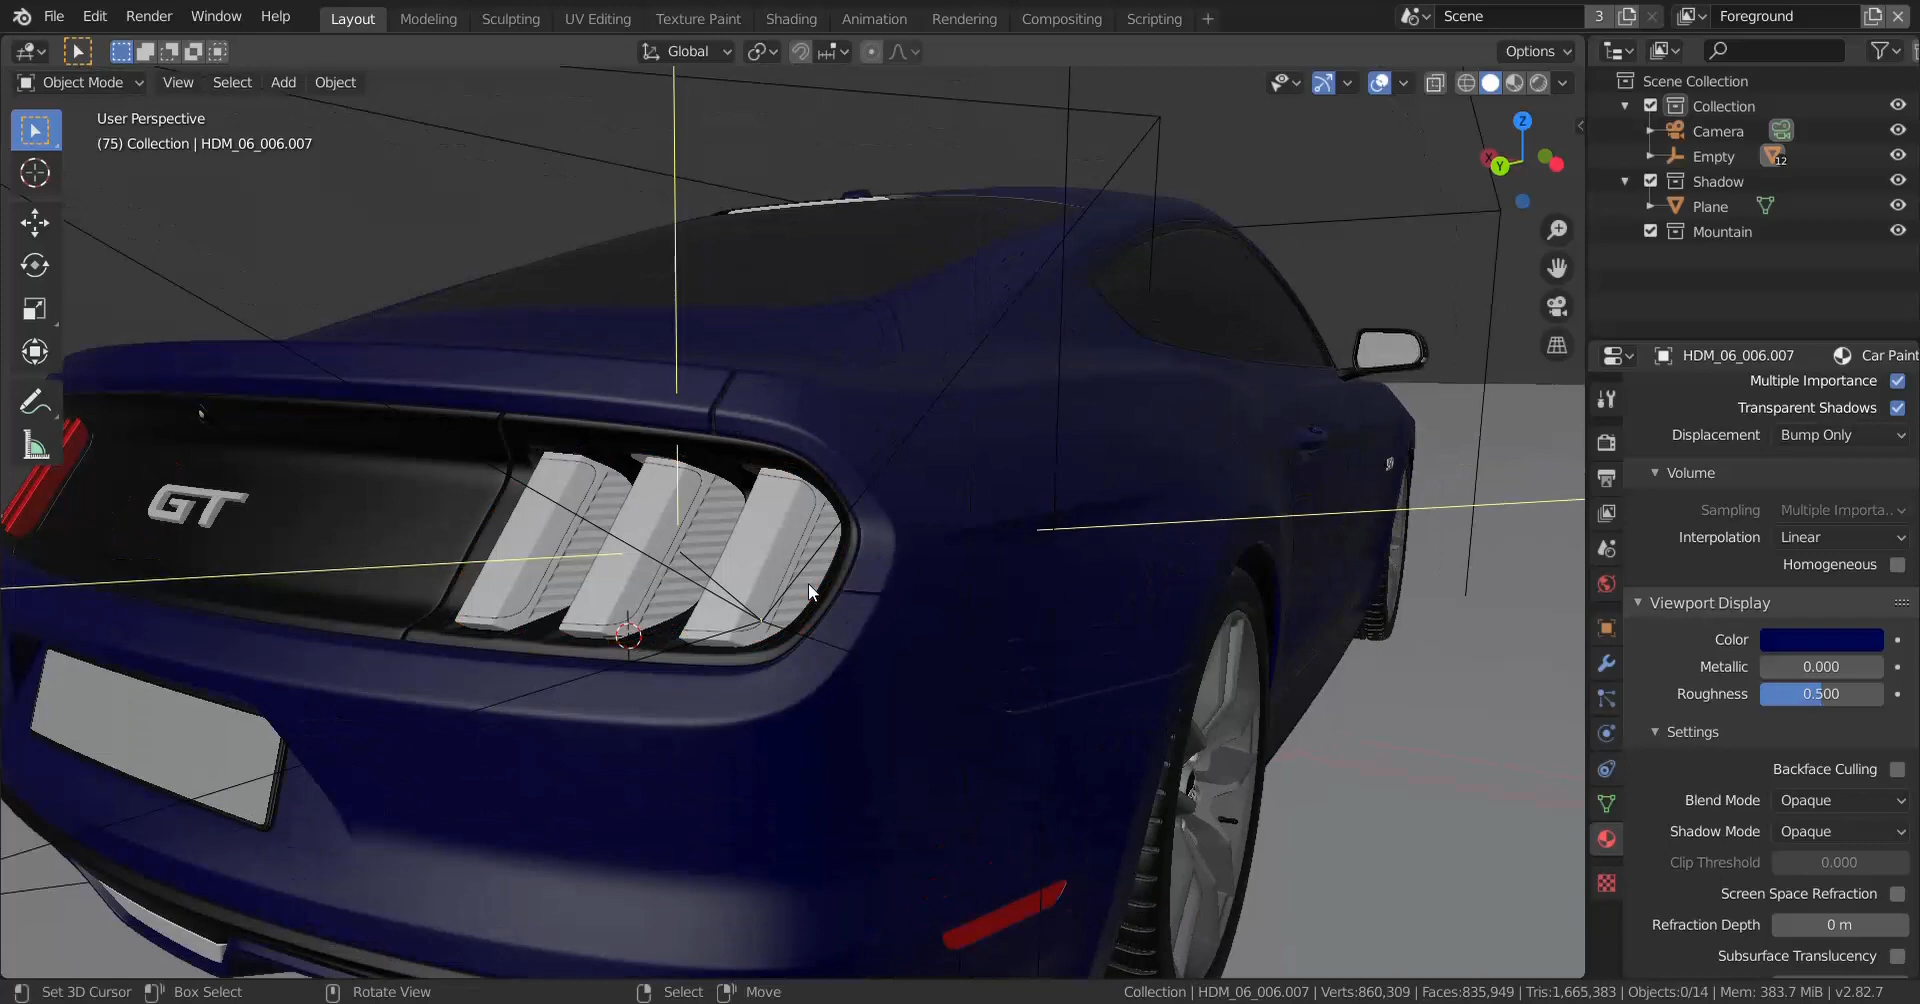 File Edit Render Window Help Layout Modeling Sculpting UV Editing Texture Paint Shading Animation Rendering Compositing Scripting + Scene 3 Foreground
Global Options
Object Mode View Select Add Object
User Perspective
(75) Collection | HDM_06_006.007
Z
X
Y
GT
Scene Collection
Collection
Camera
Empty 12
Shadow
Plane
Mountain
HDM_06_006.007 Car Paint
Multiple Importance
Transparent Shadows
Displacement Bump Only
Volume
Sampling Multiple Importa..
Interpolation Linear
Homogeneous
Viewport Display
Color
Metallic 0.000
Roughness 0.500
Settings
Backface Culling
Blend Mode Opaque
Shadow Mode Opaque
Clip Threshold 0.000
Screen Space Refraction
Refraction Depth 0 m
Subsurface Translucency
Set 3D Cursor Box Select Rotate View Select Move Collection | HDM_06_006.007 | Verts:860,309 | Faces:835,949 | Tris:1,665,383 | Objects:0/14 | Mem: 383.7 MiB | v2.82.7